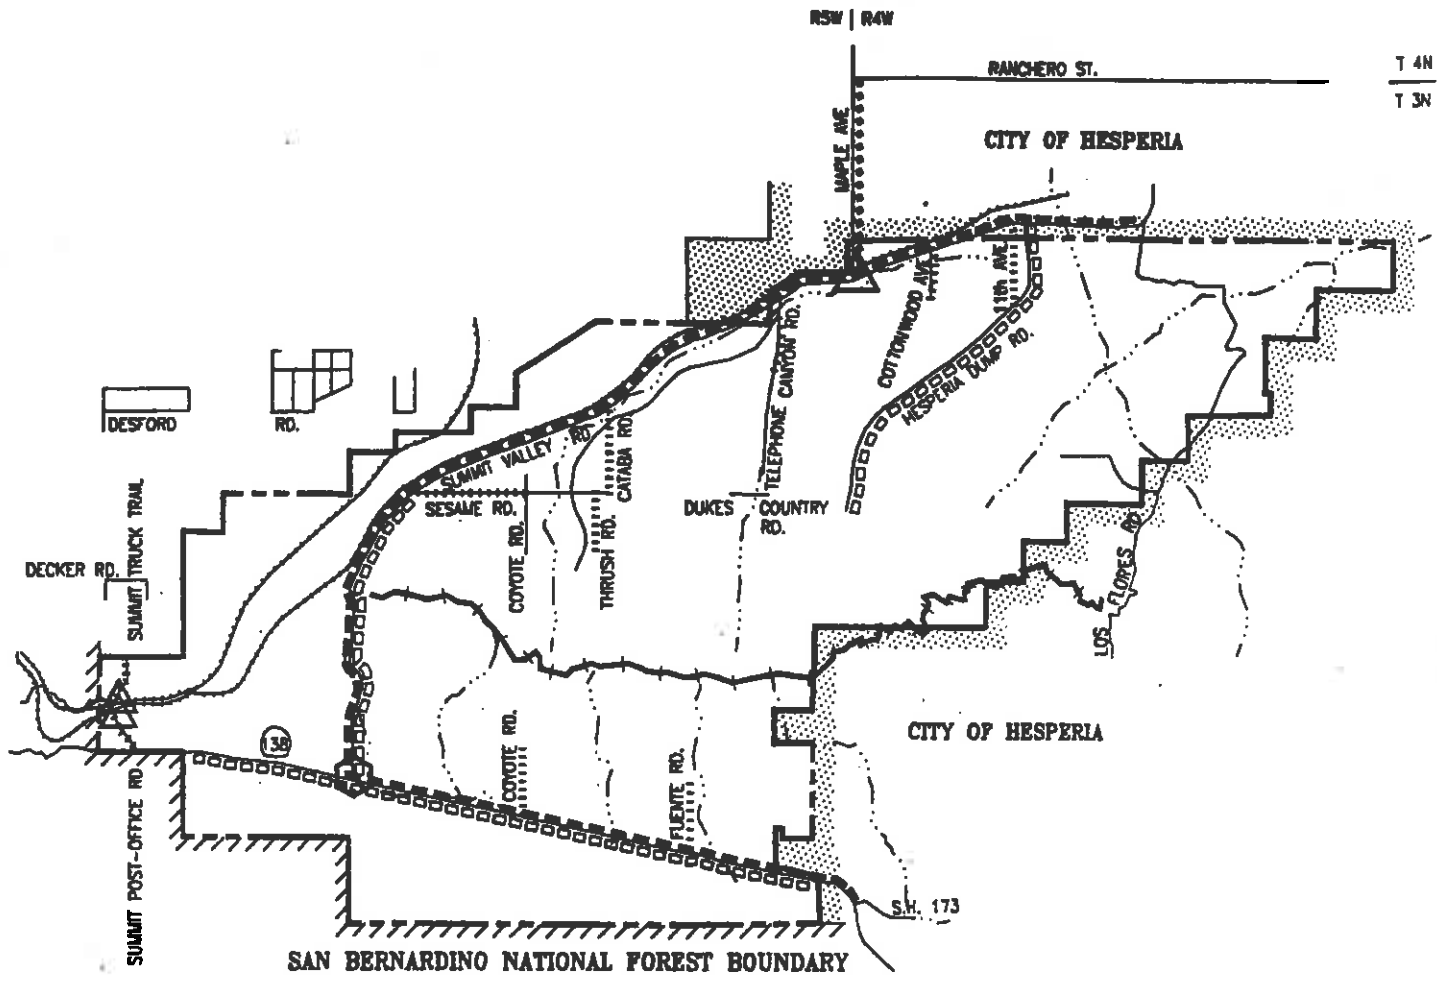 R5W | R4W
RANCHERO ST.
T 4N
T 3N
MAPLE AVE.
CITY OF HESPERIA
COTTONWOOD AVE.
11th AVE.
HESPERIA DUMP RD.
TELEPHONE CANYON RD.
DESFORD
RD.
SUMMIT VALLEY RD
CATABA RD.
SESAME RD.
DUKES COUNTRY
RD.
COYOTE RD.
THRUSH RD.
SUMMIT TRUCK TRAIL
DECKER RD.
LOS FLORES RD.
138
COYOTE RD.
FUENTE RD.
CITY OF HESPERIA
SUMMIT POST-OFFICE RD
S.H. 173
SAN BERNARDINO NATIONAL FOREST BOUNDARY